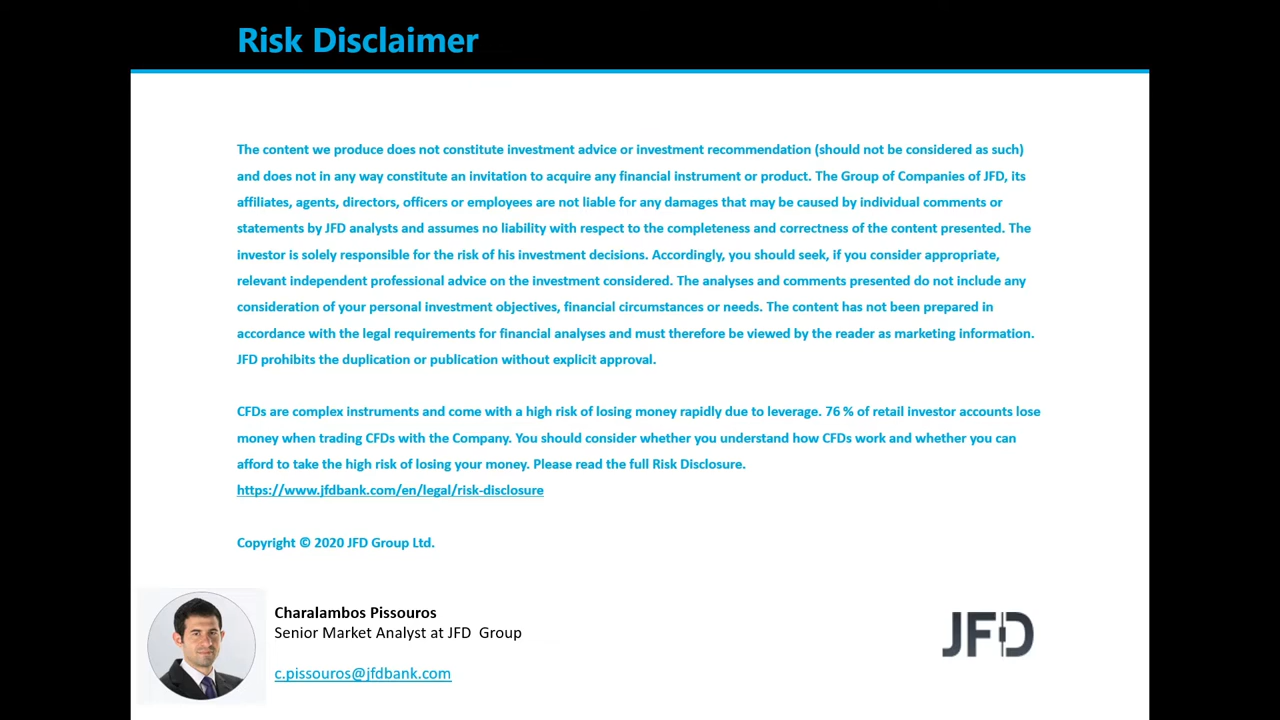 Risk Disclaimer
The content we produce does not constitute investment advice or investment recommendation (should not be considered as such)
and does not in any way constitute an invitation to acquire any financial instrument or product. The Group of Companies of JFD, its
affiliates, agents, directors, officers or employees are not liable for any damages that may be caused by individual comments or
statements by JFD analysts and assumes no liability with respect to the completeness and correctness of the content presented. The
investor is solely responsible for the risk of his investment decisions. Accordingly, you should seek, if you consider appropriate,
relevant independent professional advice on the investment considered. The analyses and comments presented do not include any
consideration of your personal investment objectives, financial circumstances or needs. The content has not been prepared in
accordance with the legal requirements for financial analyses and must therefore be viewed by the reader as marketing information.
JFD prohibits the duplication or publication without explicit approval.
CFDs are complex instruments and come with a high risk of losing money rapidly due to leverage. 76 % of retail investor accounts lose
money when trading CFDs with the Company. You should consider whether you understand how CFDs work and whether you can
afford to take the high risk of losing your money. Please read the full Risk Disclosure.
https://www.jfdbank.com/en/legal/risk-disclosure
Copyright © 2020 JFD Group Ltd.
Charalambos Pissouros
Senior Market Analyst at JFD Group
c.pissouros@jfdbank.com
JFD